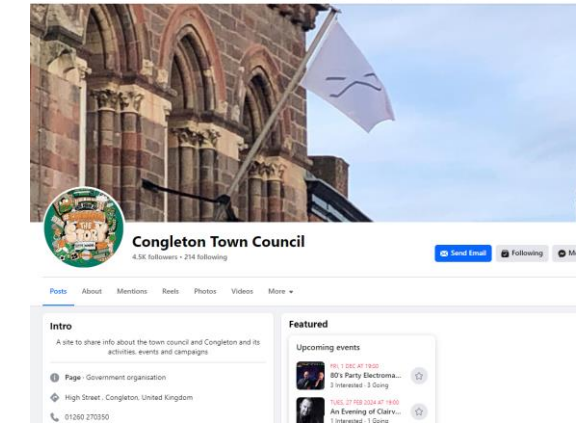 Congleton Town Council
4.5K followers • 214 following
Send Email
Following
Posts About Mentions Reels Photos Videos More
Intro
A site to share info about the town council and Congleton and its
activities, events and campaigns
Page · Government organisation
High Street, Congleton, United Kingdom
01260 270350
Featured
Upcoming events
FRI, 1 DEC AT 19:00
80's Party Electroma...
3 Interested · 3 Going
TUES, 27 FEB 2024 AT 19:00
An Evening of Clairv...
1 Interested · 1 Going